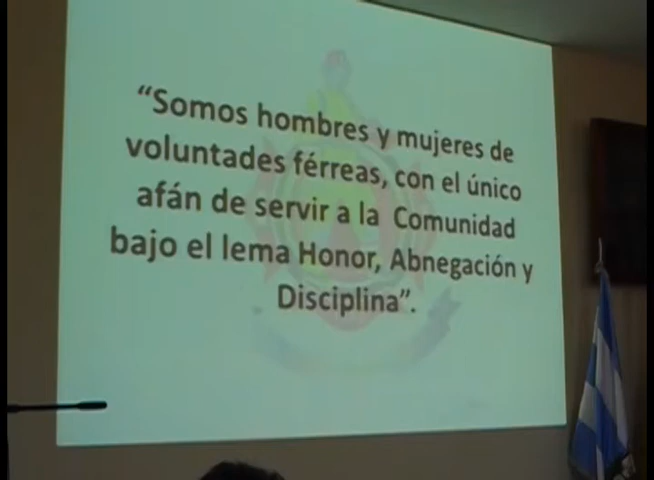 “Somos hombres y mujeres de
voluntades férreas, con el único
afán de servir a la Comunidad
bajo el lema Honor, Abnegación y
Disciplina”.